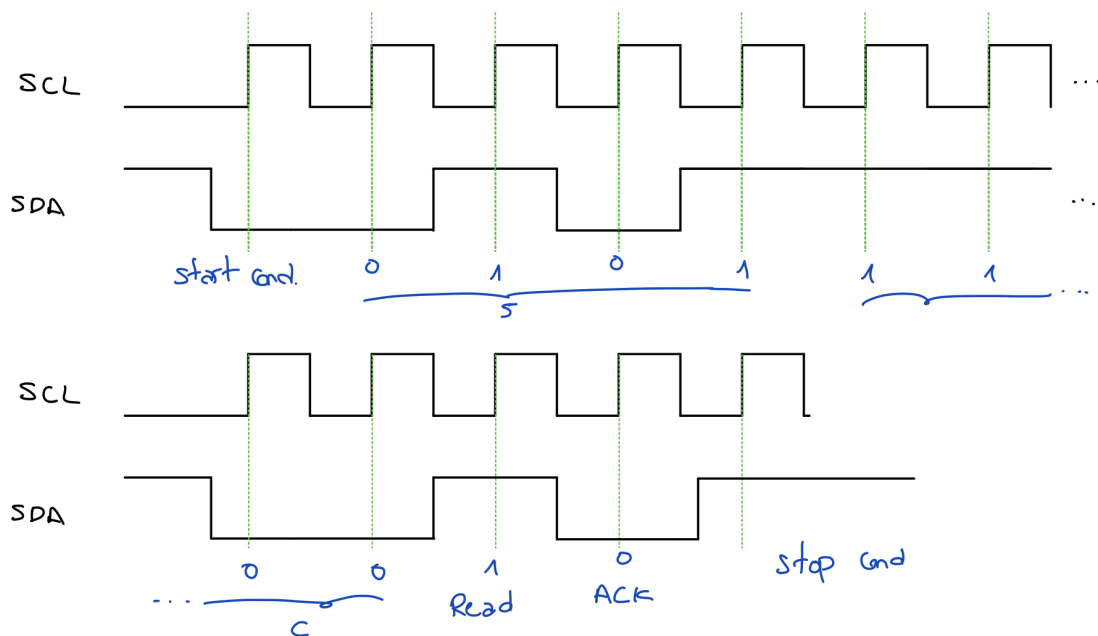 SCL ...
SDA ...
Start Cond. 0 1 0 1 1 1
5 ...
SCL
SDA
0 0 1 0 Stop Cond
... Read ACK
C